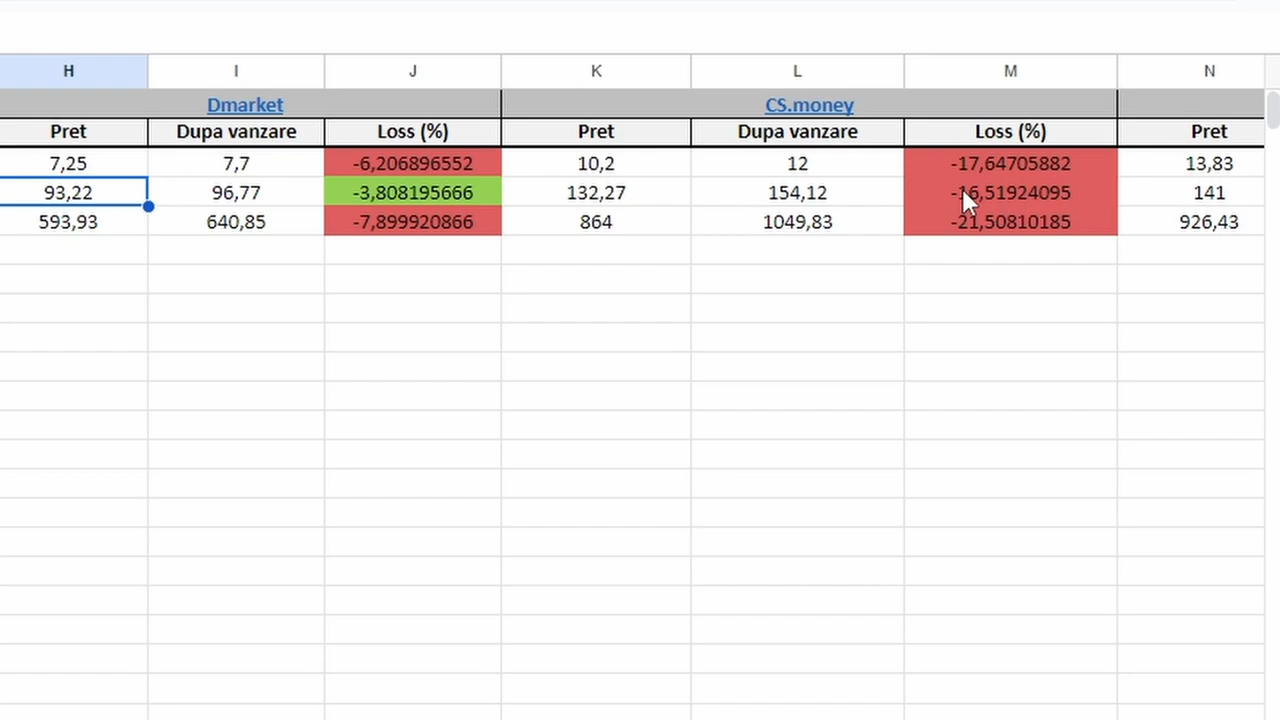 H I J K L M N
Dmarket CS.money
Pret Dupa vanzare Loss (%) Pret Dupa vanzare Loss (%) Pret
7,25 7,7 -6,206896552 10,2 12 -17,64705882 13,83
93,22 96,77 -3,808195666 132,27 154,12 -16,51924095 141
593,93 640,85 -7,899920866 864 1049,83 -21,50810185 926,43